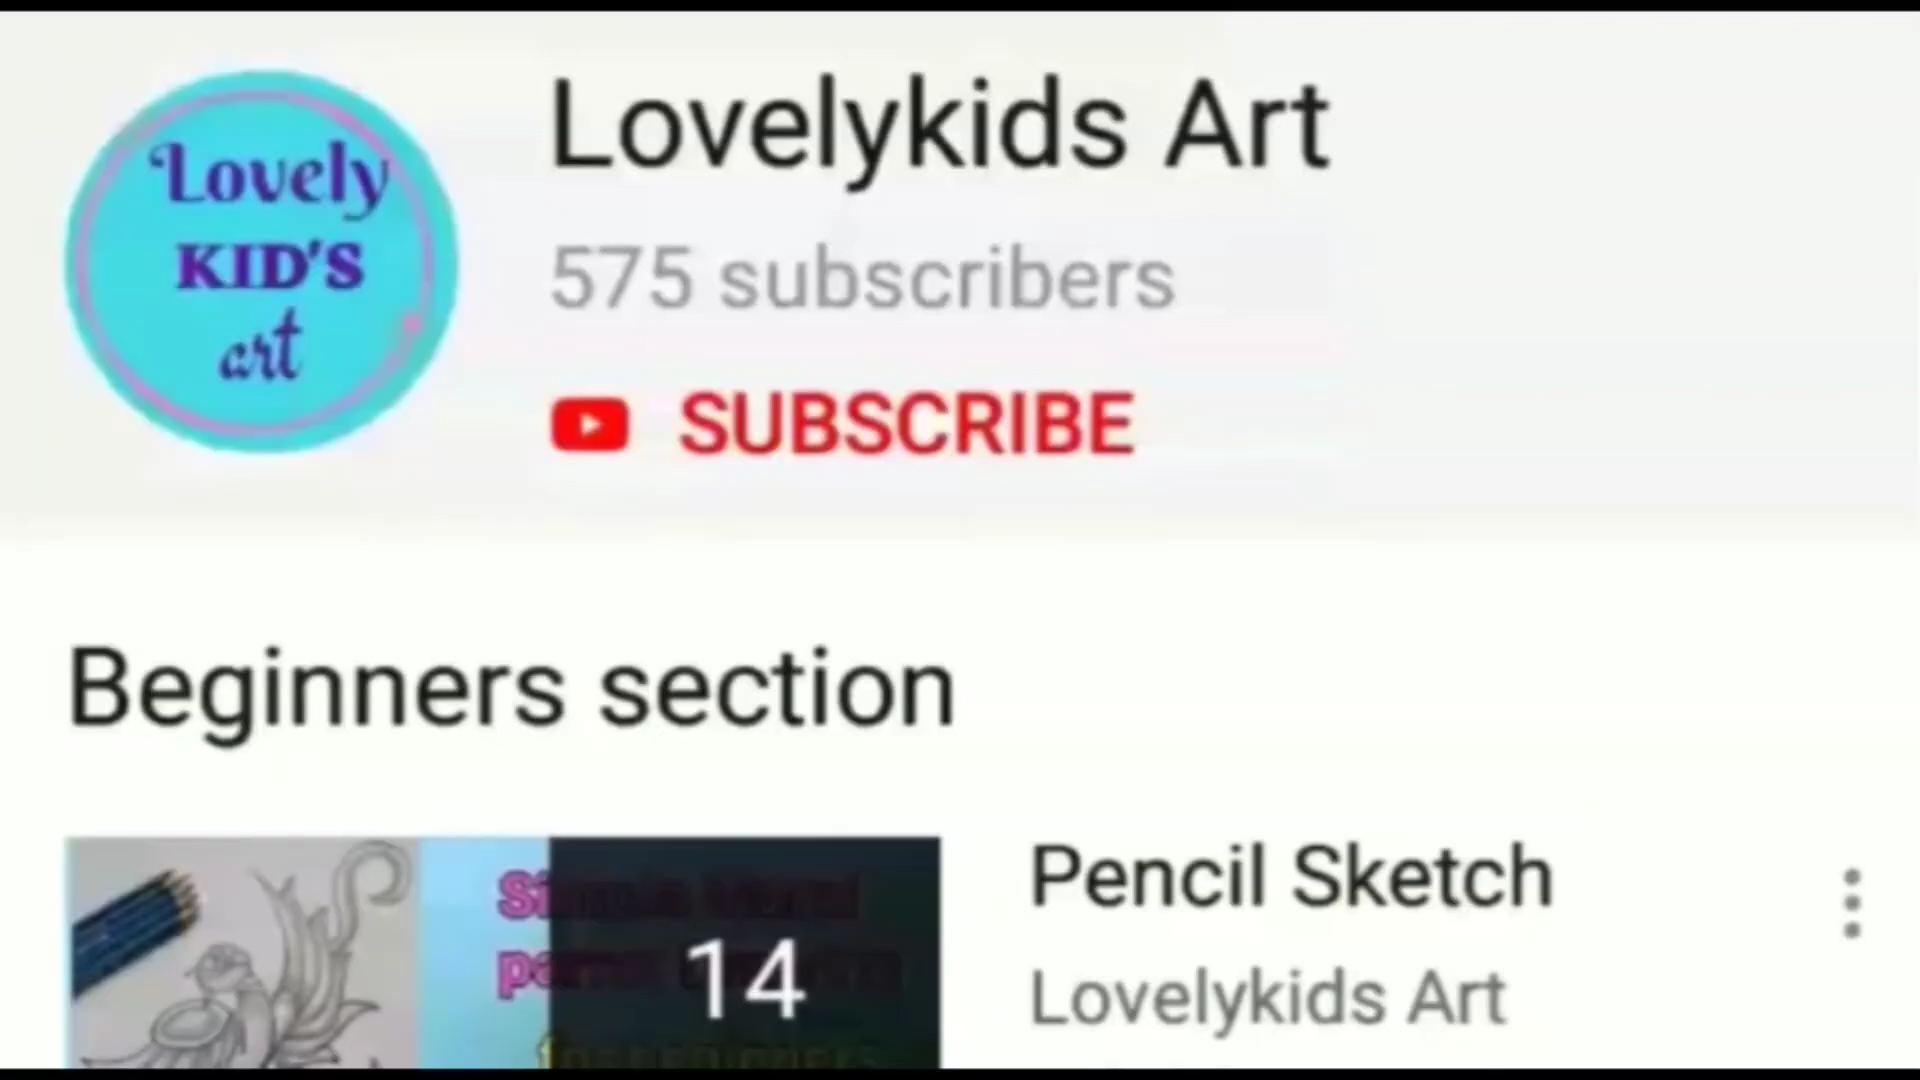 Lovely
KID'S
art
Lovelykids Art
575 subscribers
SUBSCRIBE
Beginners section
14
Pencil Sketch
Lovelykids Art